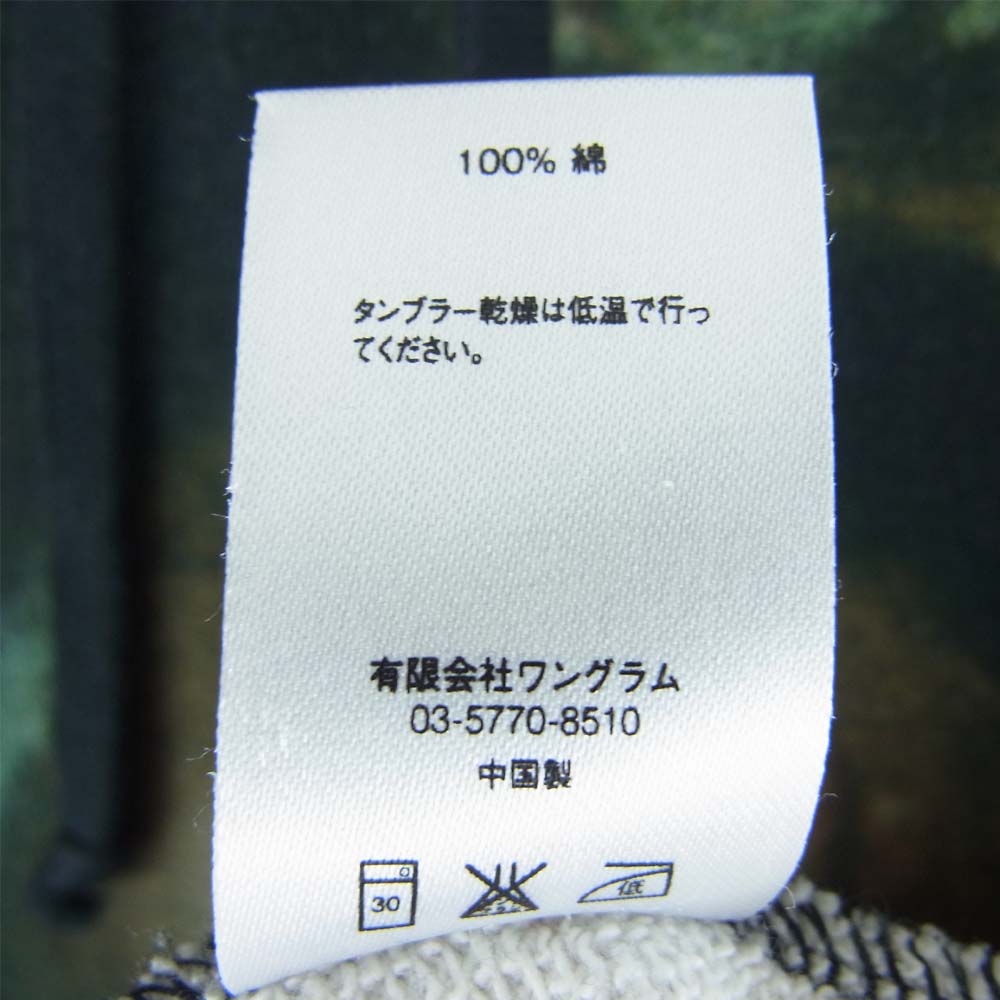 100% 綿
タンブラー乾燥は低温で行っ
てください。
有限会社ワングラム
03-5770-8510
中国製
30
低